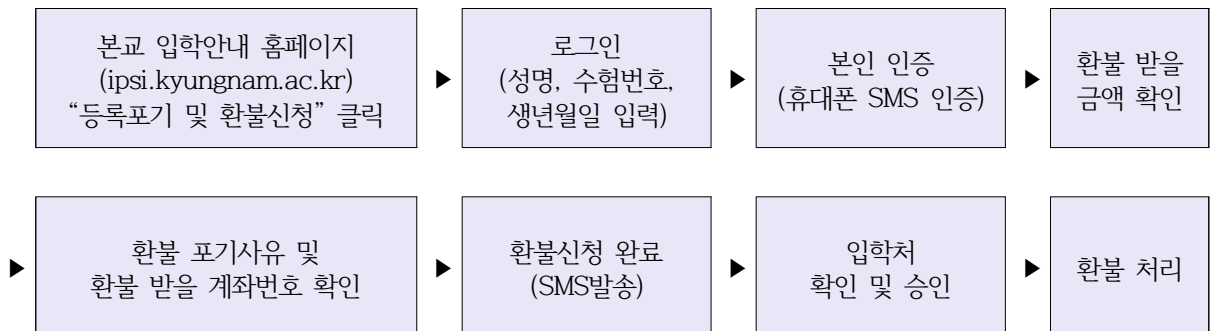 본교 입학안내 홈페이지
(ipsi.kyungnam.ac.kr)
“등록포기 및 환불신청” 클릭
▶
로그인
(성명, 수험번호,
생년월일 입력)
▶
본인 인증
(휴대폰 SMS 인증)
▶
환불 받을
금액 확인
▶
환불 포기사유 및
환불 받을 계좌번호 확인
▶
환불신청 완료
(SMS발송)
▶
입학처
확인 및 승인
▶
환불 처리